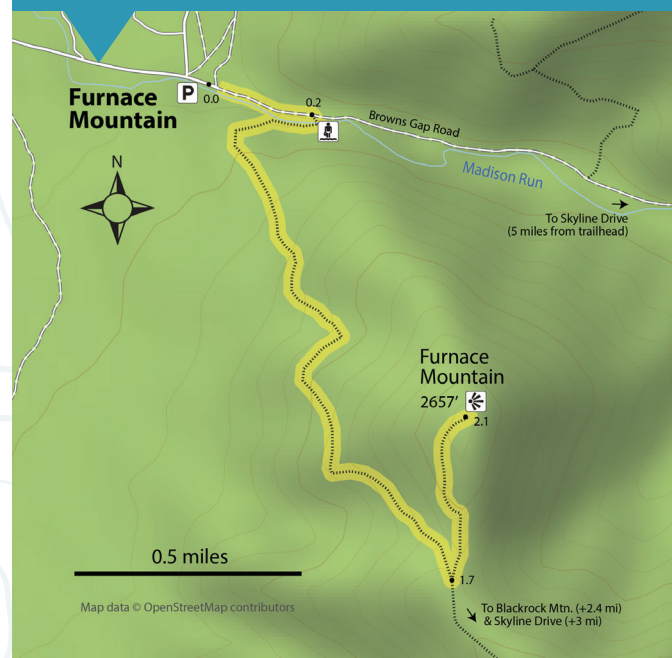 P
0.0
Furnace
Mountain
0.2
Browns Gap Road
Madison Run
N
To Skyline Drive
(5 miles from trailhead)
Furnace
Mountain
2657'
2.1
0.5 miles
1.7
Map data © OpenStreetMap contributors
To Blackrock Mtn. (+2.4 mi)
& Skyline Drive (+3 mi)